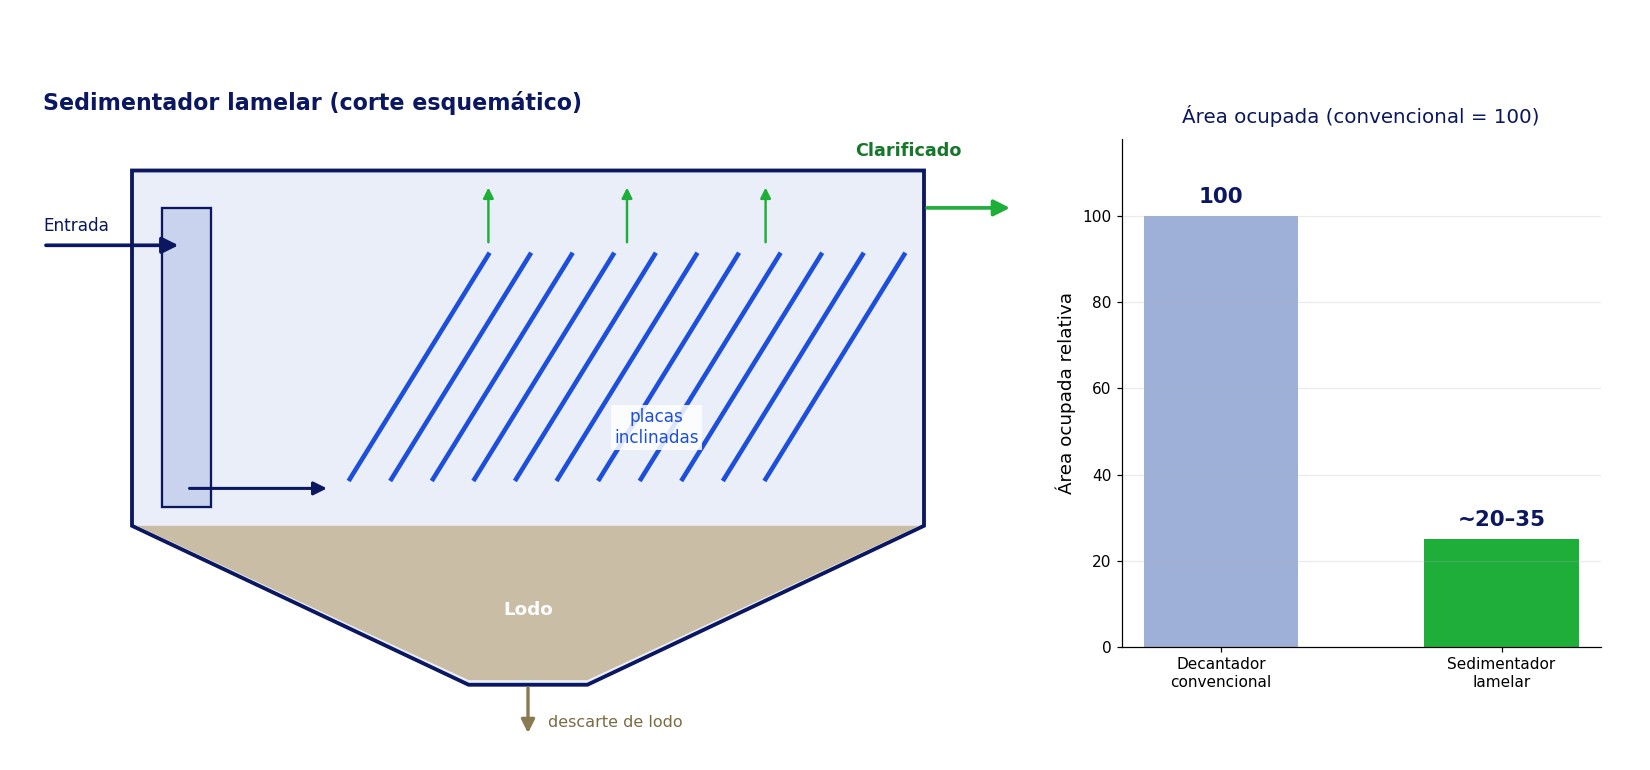 Sedimentador lamelar (corte esquemático)
Clarificado
Entrada
placas
inclinadas
Lodo
descarte de lodo
Área ocupada (convencional = 100)
Área ocupada relativa
100
80
60
40
20
0
100
~20–35
Decantador
convencional
Sedimentador
lamelar